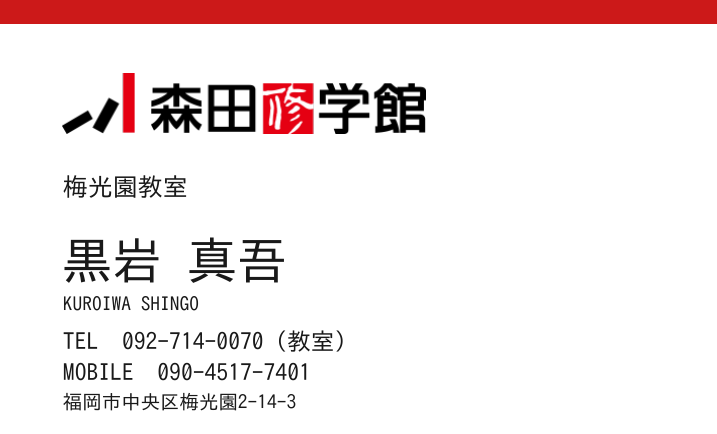 森田修学館
梅光園教室
黒岩 真吾
KUROIWA SHINGO
TEL 092-714-0070（教室）
MOBILE 090-4517-7401
福岡市中央区梅光園2-14-3